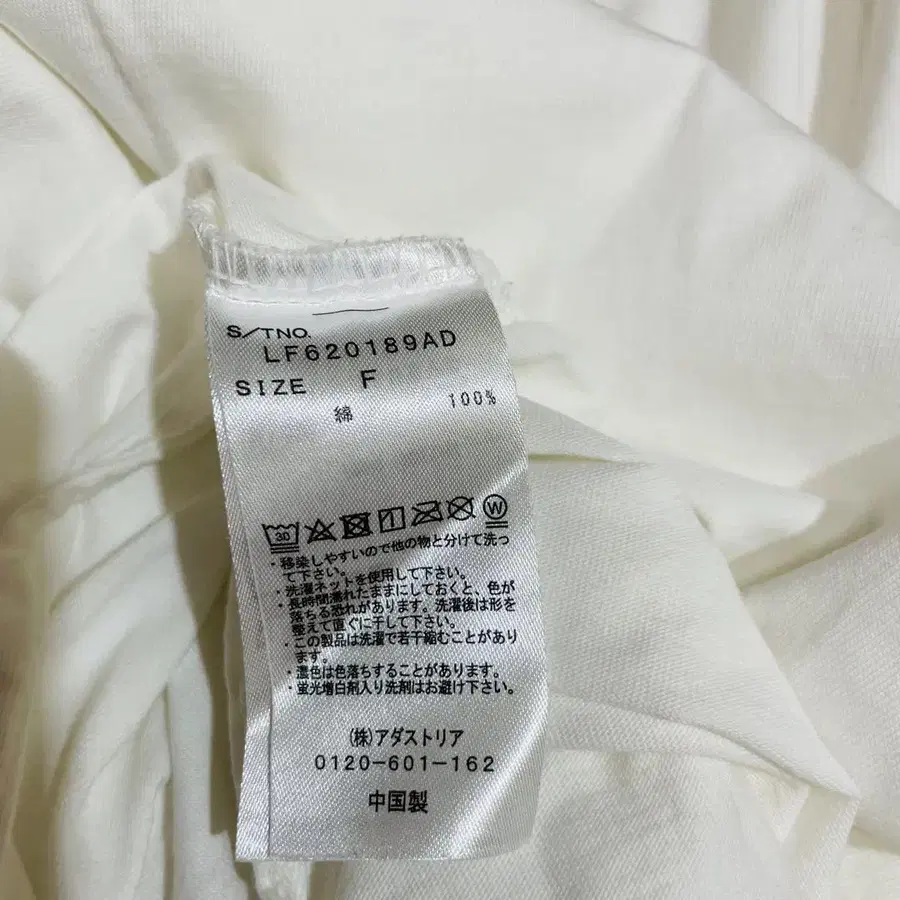 S/TNO.
LF620189AD
SIZE F
綿 100%
30 W
・移染しやすいので他の物と分けて洗っ
て下さい。
・洗濯ネットを使用して下さい。
・長時間濡れたままにしておくと、色が
落ちる恐れがあります。洗濯後は形を
整えて直ぐに干して下さい。
・この製品は洗濯で若干縮むことがあり
ます。
・濃色は色落ちすることがあります。
・蛍光増白剤入り洗剤はお避け下さい。
(株)アダストリア
0120-601-162
中国製